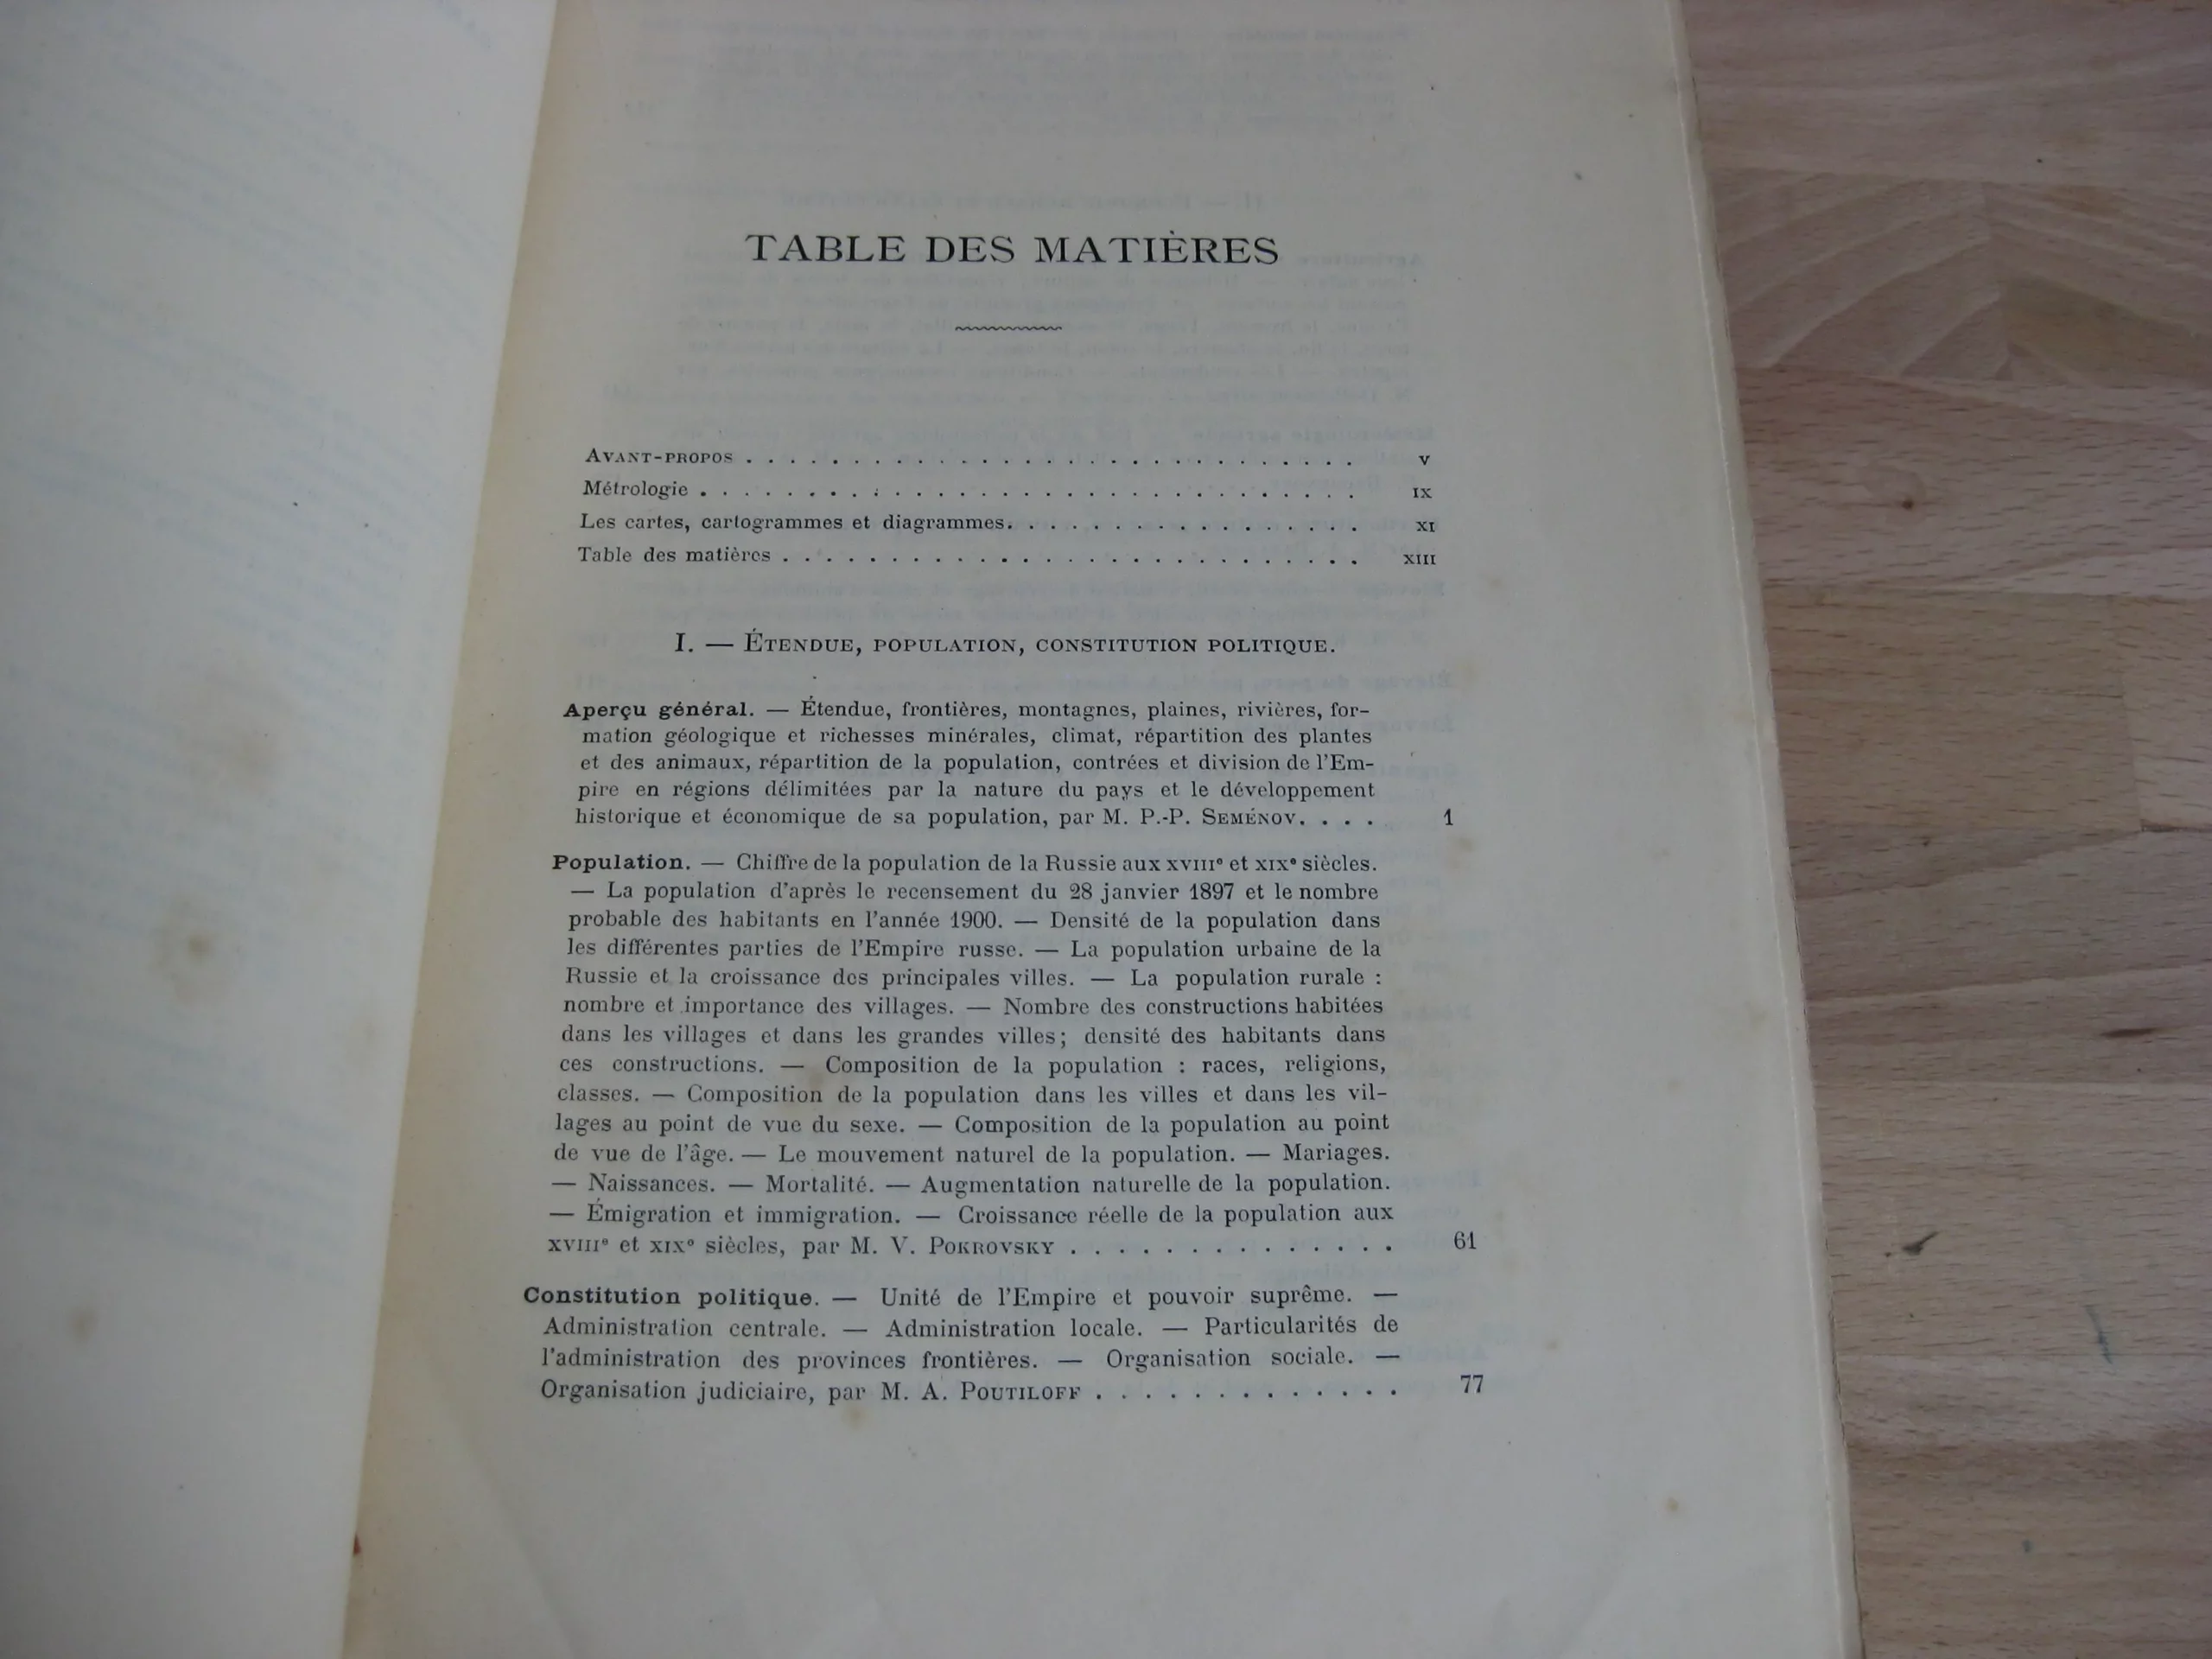 TABLE DES MATIÈRES
AVANT-PROPOS . . . . . . . . . . . . . . . . . . . . . . . . . . . . . V
Métrologie . . . . . . . . . . . . . . . . . . . . . . . . . . . . . . IX
Les cartes, cartogrammes et diagrammes. . . . . . . . . . . . . . . . . XI
Table des matières . . . . . . . . . . . . . . . . . . . . . . . . . . XIII
I. — ÉTENDUE, POPULATION, CONSTITUTION POLITIQUE.
Aperçu général. — Étendue, frontières, montagnes, plaines, rivières, for-
mation géologique et richesses minérales, climat, répartition des plantes
et des animaux, répartition de la population, contrées et division de l'Em-
pire en régions délimitées par la nature du pays et le développement
historique et économique de sa population, par M. P.-P. SEMÉNOV. . . . 1
Population. — Chiffre de la population de la Russie aux XVIIIe et XIXe siècles.
— La population d'après le recensement du 28 janvier 1897 et le nombre
probable des habitants en l'année 1900. — Densité de la population dans
les différentes parties de l'Empire russe. — La population urbaine de la
Russie et la croissance des principales villes. — La population rurale :
nombre et importance des villages. — Nombre des constructions habitées
dans les villages et dans les grandes villes; densité des habitants dans
ces constructions. — Composition de la population : races, religions,
classes. — Composition de la population dans les villes et dans les vil-
lages au point de vue du sexe. — Composition de la population au point
de vue de l'âge. — Le mouvement naturel de la population. — Mariages.
— Naissances. — Mortalité. — Augmentation naturelle de la population.
— Émigration et immigration. — Croissance réelle de la population aux
XVIIIe et XIXe siècles, par M. V. POKROVSKY . . . . . . . . . . . . . . 61
Constitution politique. — Unité de l'Empire et pouvoir suprême. —
Administration centrale. — Administration locale. — Particularités de
l'administration des provinces frontières. — Organisation sociale. —
Organisation judiciaire, par M. A. POUTILOFF . . . . . . . . . . . . . 77